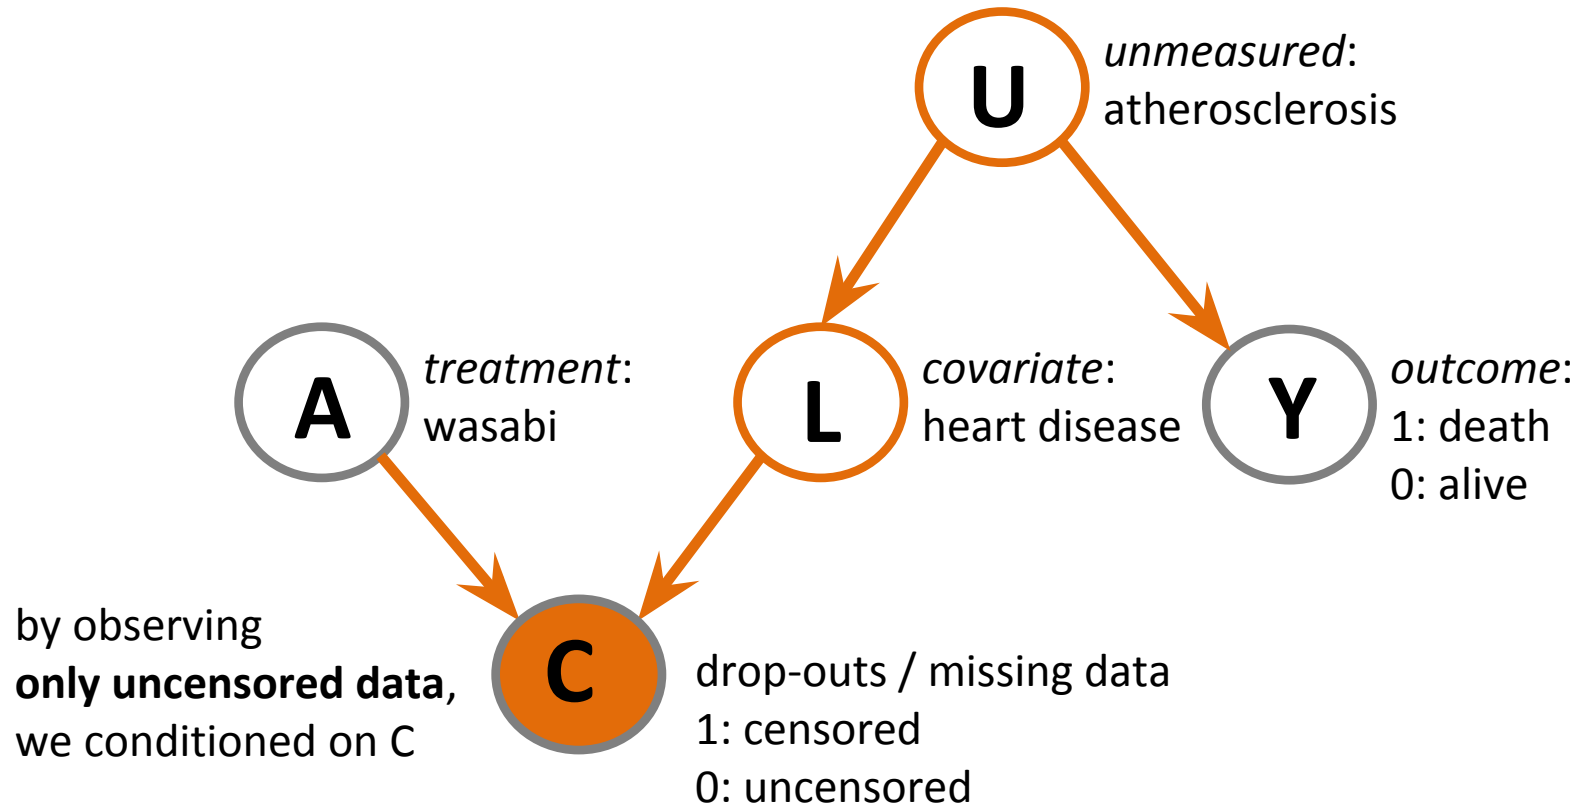 U
unmeasured:
atherosclerosis
A
treatment:
wasabi
L
covariate:
heart disease
Y
outcome:
1: death
0: alive
by observing
only uncensored data,
we conditioned on C
C
drop-outs / missing data
1: censored
0: uncensored